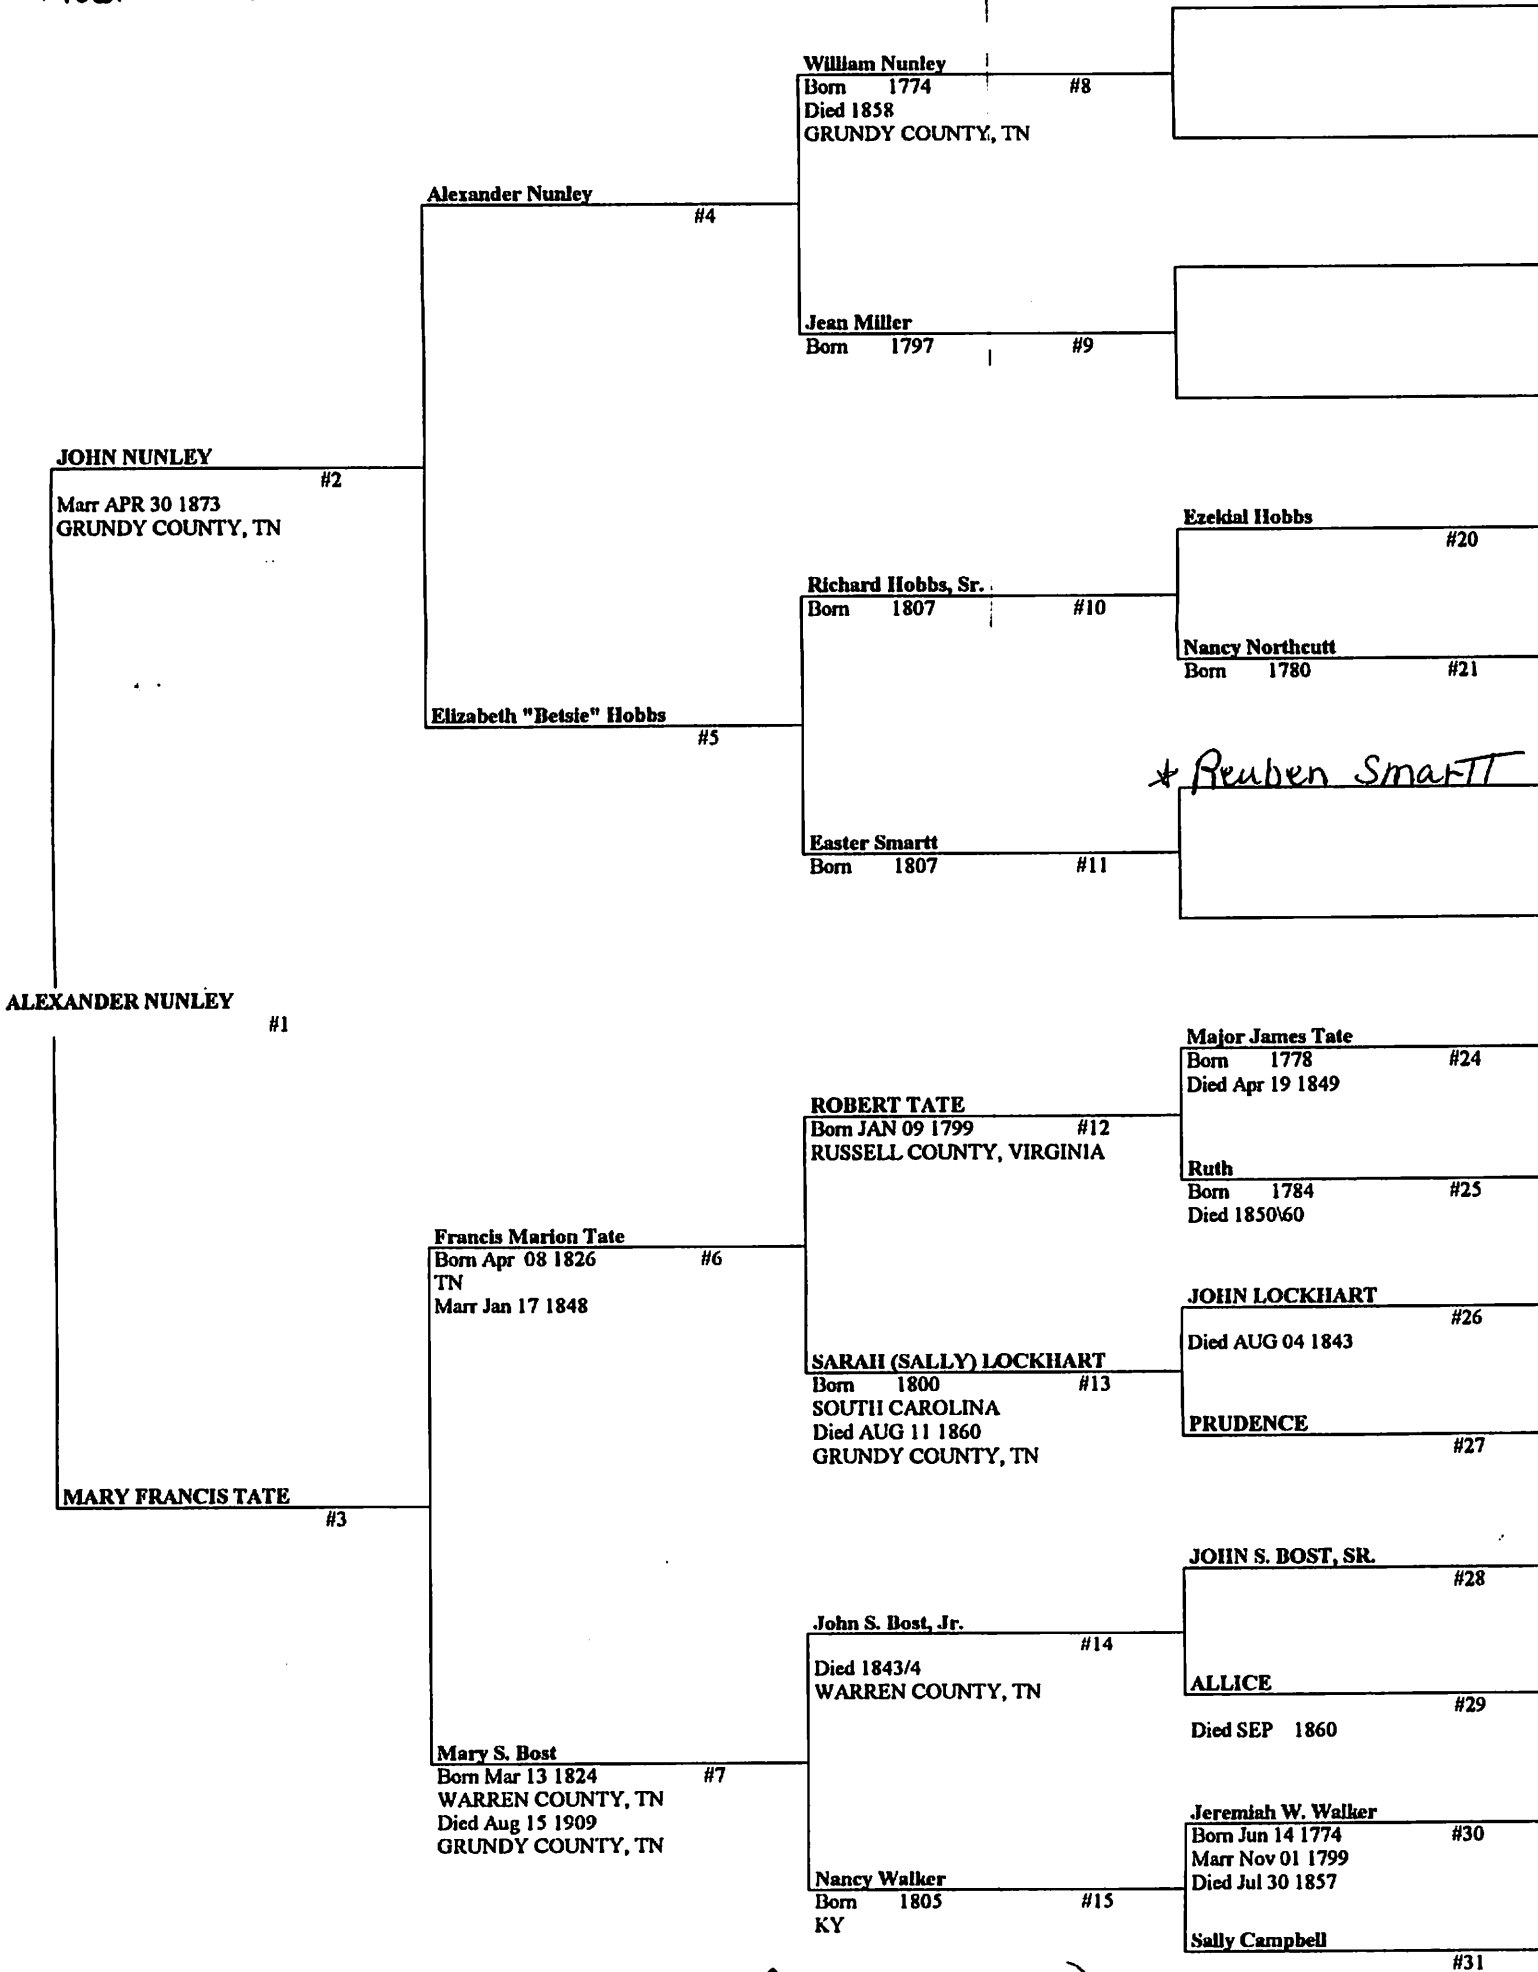 William Nunley
Born 1774 #8
Died 1858
GRUNDY COUNTY, TN
Alexander Nunley
#4
Jean Miller
Born 1797 #9
JOHN NUNLEY
#2
Marr APR 30 1873
GRUNDY COUNTY, TN
Ezekial Hobbs
#20
Richard Hobbs, Sr.
Born 1807 #10
Nancy Northcutt
Born 1780 #21
Elizabeth "Betsie" Hobbs
#5
* Reuben Smartt
Easter Smartt
Born 1807 #11
ALEXANDER NUNLEY
#1
Major James Tate
Born 1778 #24
Died Apr 19 1849
ROBERT TATE
Born JAN 09 1799 #12
RUSSELL COUNTY, VIRGINIA
Ruth
Born 1784 #25
Died 1850\60
Francis Marion Tate
Born Apr 08 1826 #6
TN
Marr Jan 17 1848
JOHN LOCKHART
#26
Died AUG 04 1843
SARAH (SALLY) LOCKHART
Born 1800 #13
SOUTH CAROLINA
Died AUG 11 1860
GRUNDY COUNTY, TN
PRUDENCE
#27
MARY FRANCIS TATE
#3
JOHN S. BOST, SR.
#28
John S. Bost, Jr.
#14
Died 1843/4
WARREN COUNTY, TN
ALLICE
#29
Died SEP 1860
Mary S. Bost
Born Mar 13 1824 #7
WARREN COUNTY, TN
Died Aug 15 1909
GRUNDY COUNTY, TN
Jeremiah W. Walker
Born Jun 14 1774 #30
Marr Nov 01 1799
Died Jul 30 1857
Nancy Walker
Born 1805 #15
KY
Sally Campbell
#31